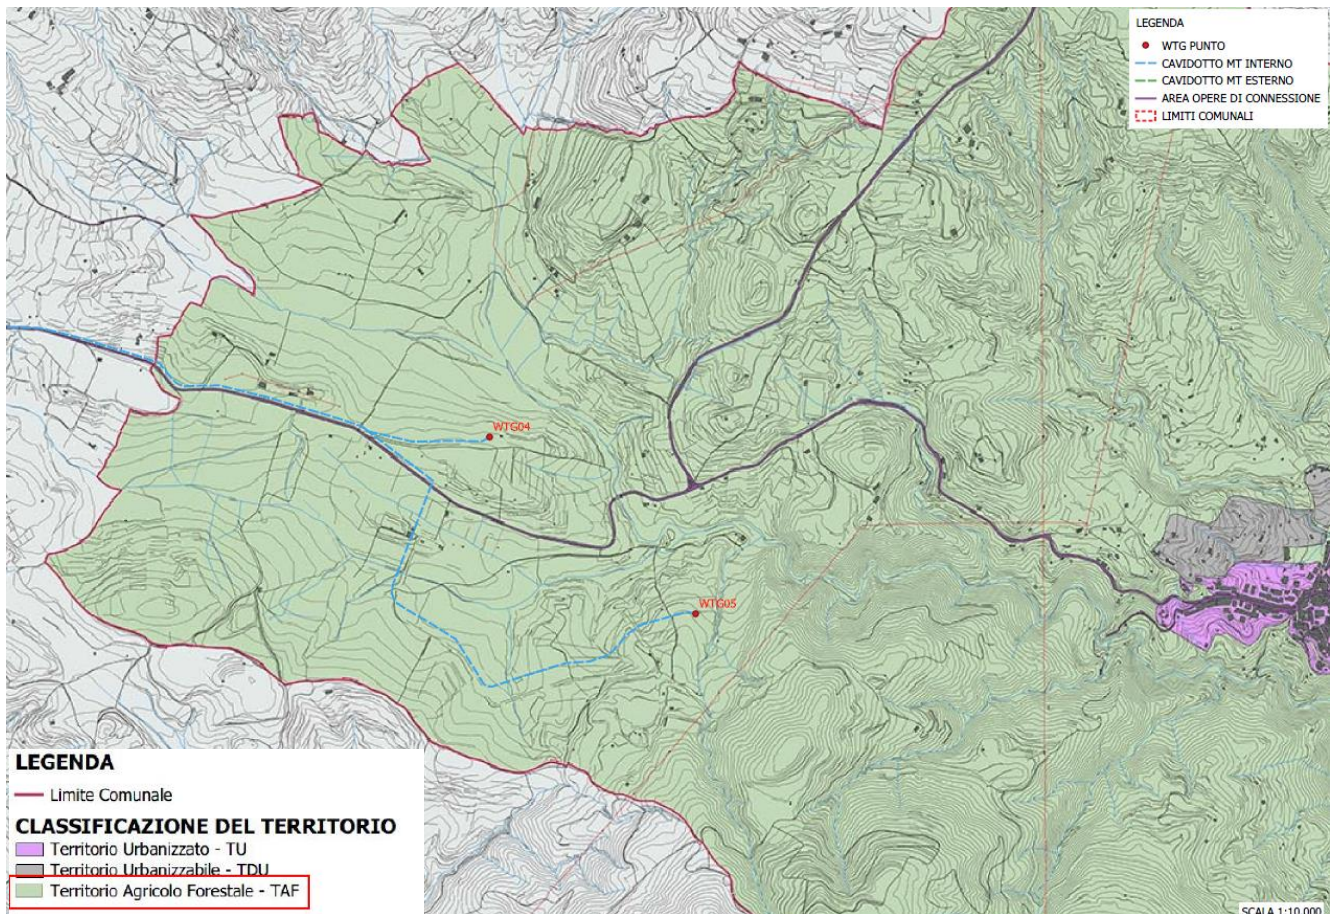 LEGENDA
WTG PUNTO
CAVIDOTTO MT INTERNO
CAVIDOTTO MT ESTERNO
AREA OPERE DI CONNESSIONE
LIMITI COMUNALI
WTG04
WTG05
LEGENDA
Limite Comunale
CLASSIFICAZIONE DEL TERRITORIO
Territorio Urbanizzato - TU
Territorio Urbanizzabile - TDU
Territorio Agricolo Forestale - TAF
SCALA 1:10.000